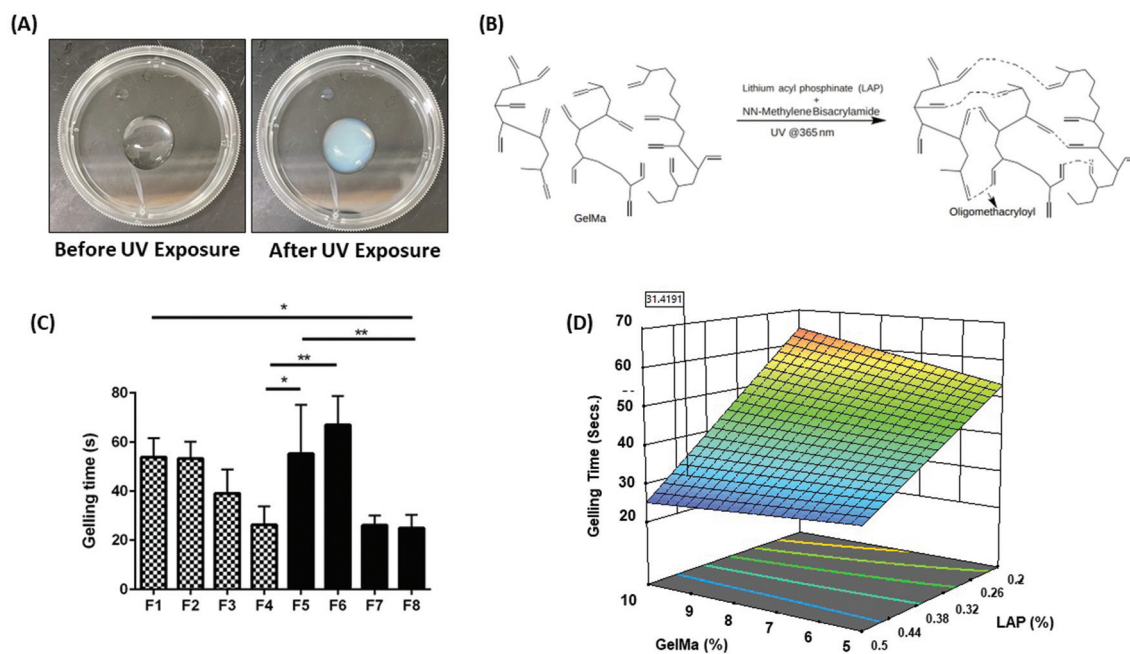 (A)
Before UV Exposure
After UV Exposure
(B)
GelMa
Lithium acyl phosphinate (LAP)
+
NN-Methylene Bisacrylamide
UV @365 nm
Oligomethacryloyl
(C)
*
**
**
*
Gelling time (s)
80
60
40
20
0
F1 F2 F3 F4 F5 F6 F7 F8
(D)
31.4191
Gelling Time (Secs.)
70
60
50
40
30
20
10 9 8 7 6 5
GelMa (%)
0.5 0.44 0.38 0.32 0.26 0.2
LAP (%)